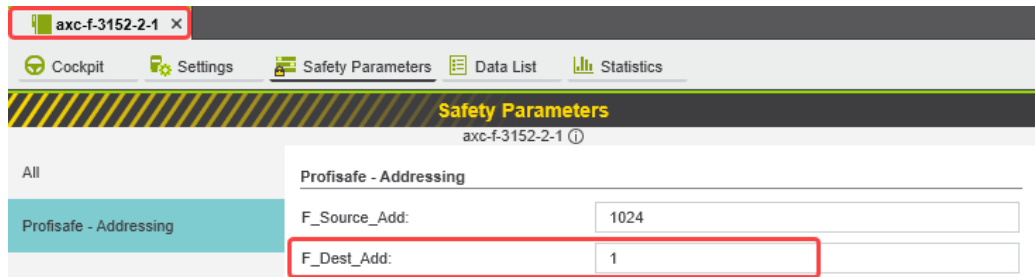 axc-f-3152-2-1 ×
Cockpit Settings Safety Parameters Data List Statistics
Safety Parameters
axc-f-3152-2-1
All
Profisafe - Addressing
Profisafe - Addressing
F_Source_Add: 1024
F_Dest_Add: 1